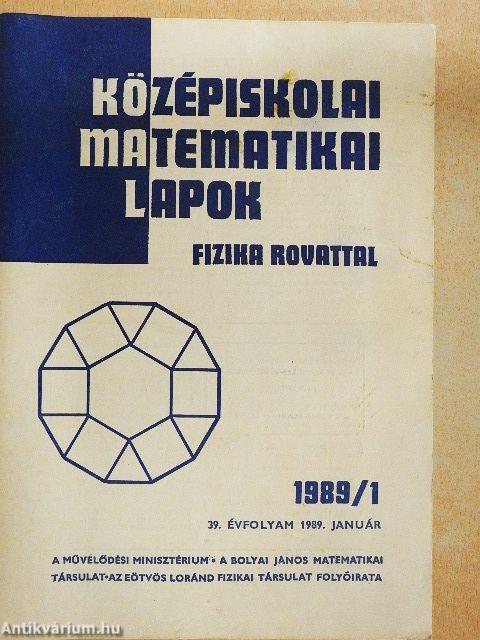 KÖZÉPISKOLAI
MATEMATIKAI
LAPOK
FIZIKA ROVATTAL
1989/1
39. ÉVFOLYAM 1989. JANUÁR
A MŰVELŐDÉSI MINISZTÉRIUM • A BOLYAI JÁNOS MATEMATIKAI
TÁRSULAT • AZ EÖTVÖS LORÁND FIZIKAI TÁRSULAT FOLYÓIRATA
Antikvárium.hu